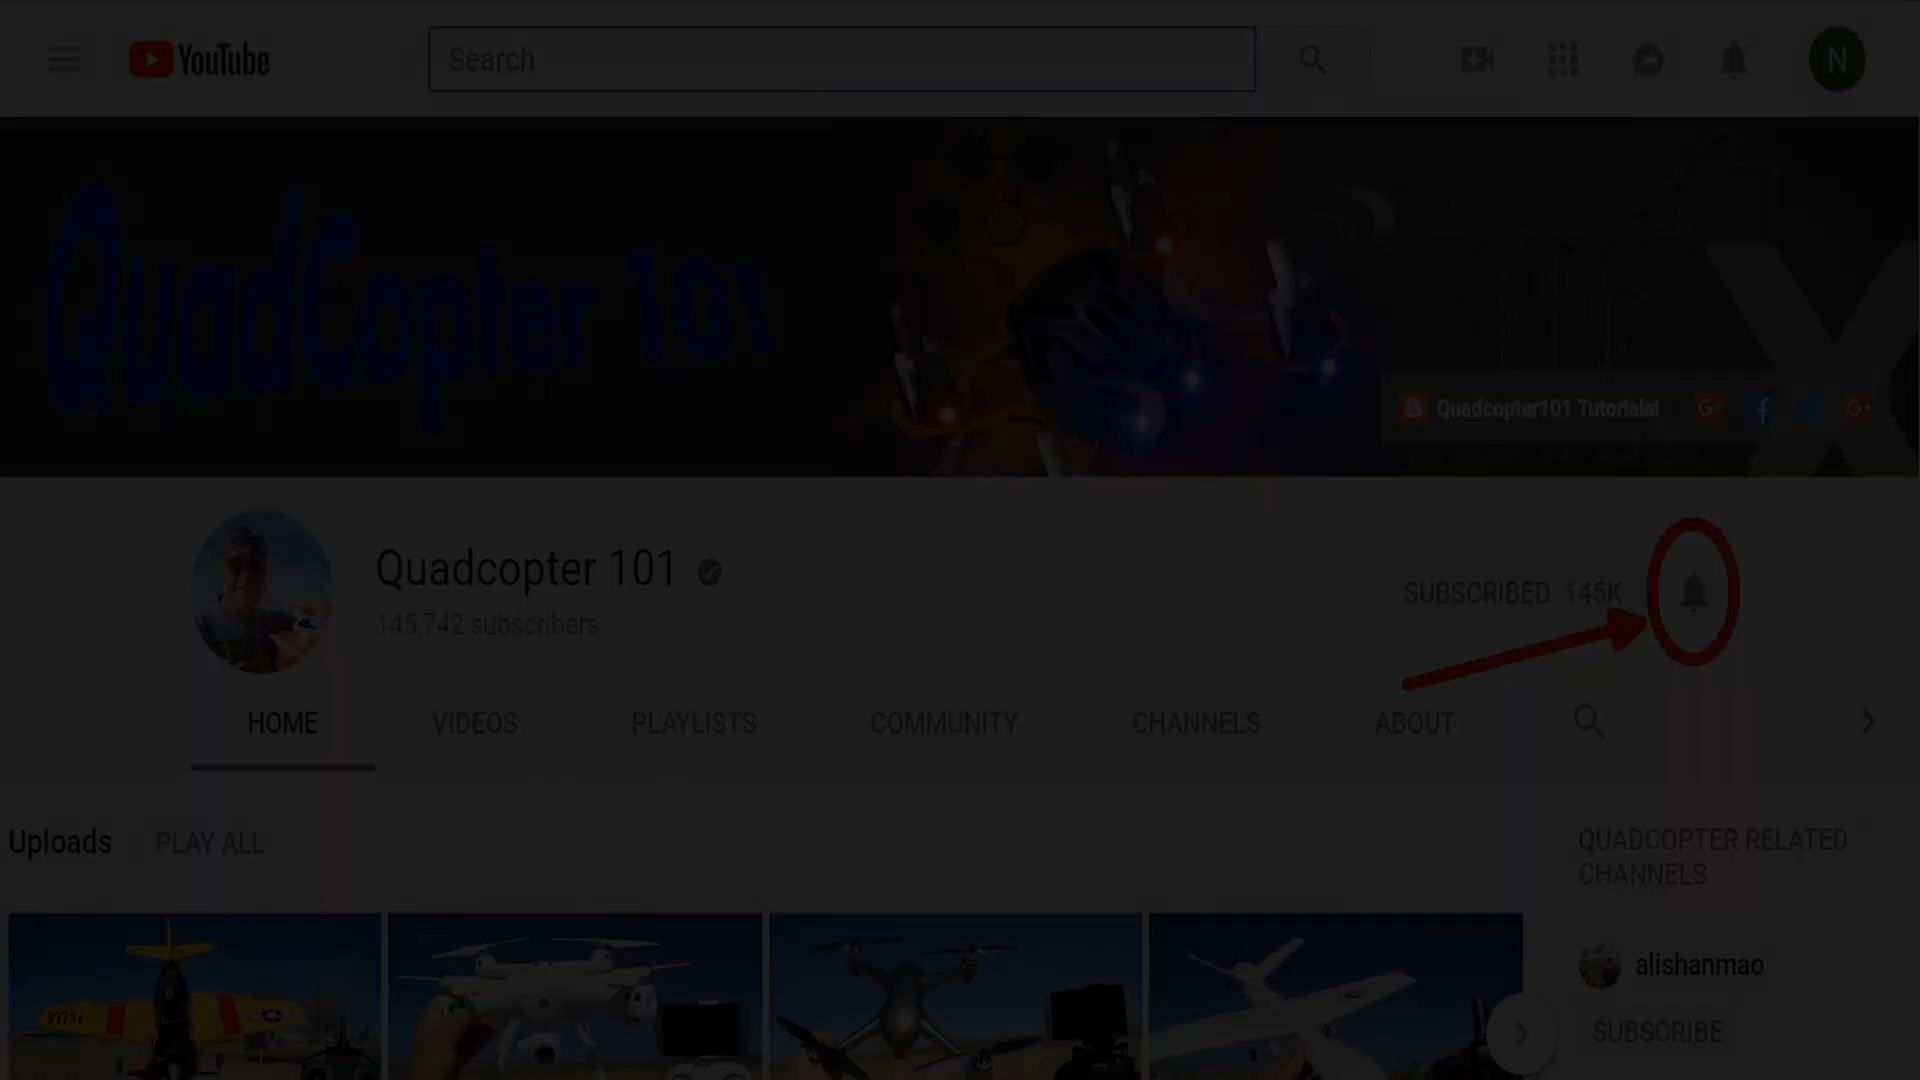 YouTube
Search
N
QuadCopter 101
Quadcopter101 Tutorials!
G+
f
G+
X
Quadcopter 101
145,742 subscribers
SUBSCRIBED 145K
HOME
VIDEOS
PLAYLISTS
COMMUNITY
CHANNELS
ABOUT
Uploads
PLAY ALL
QUADCOPTER RELATED
CHANNELS
alishanmao
SUBSCRIBE